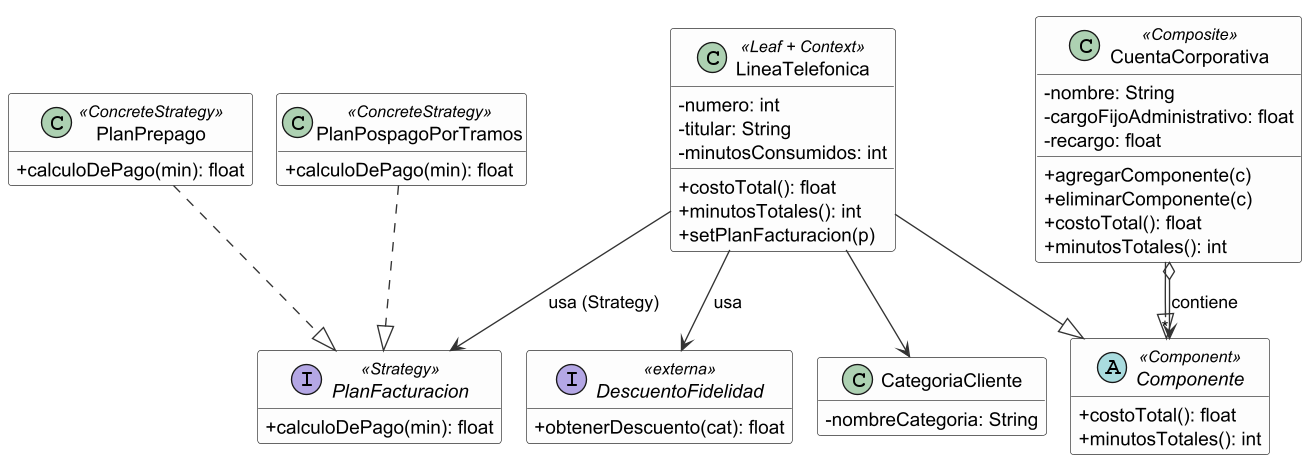 C
«ConcreteStrategy»
PlanPrepago
+calculoDePago(min): float
C
«ConcreteStrategy»
PlanPospagoPorTramos
+calculoDePago(min): float
C
«Leaf + Context»
LineaTelefonica
-numero: int
-titular: String
-minutosConsumidos: int
+costoTotal(): float
+minutosTotales(): int
+setPlanFacturacion(p)
C
«Composite»
CuentaCorporativa
-nombre: String
-cargoFijoAdministrativo: float
-recargo: float
+agregarComponente(c)
+eliminarComponente(c)
+costoTotal(): float
+minutosTotales(): int
usa (Strategy)
usa
contiene
*
I
«Strategy»
PlanFacturacion
+calculoDePago(min): float
I
«externa»
DescuentoFidelidad
+obtenerDescuento(cat): float
C
CategoriaCliente
-nombreCategoria: String
A
«Component»
Componente
+costoTotal(): float
+minutosTotales(): int